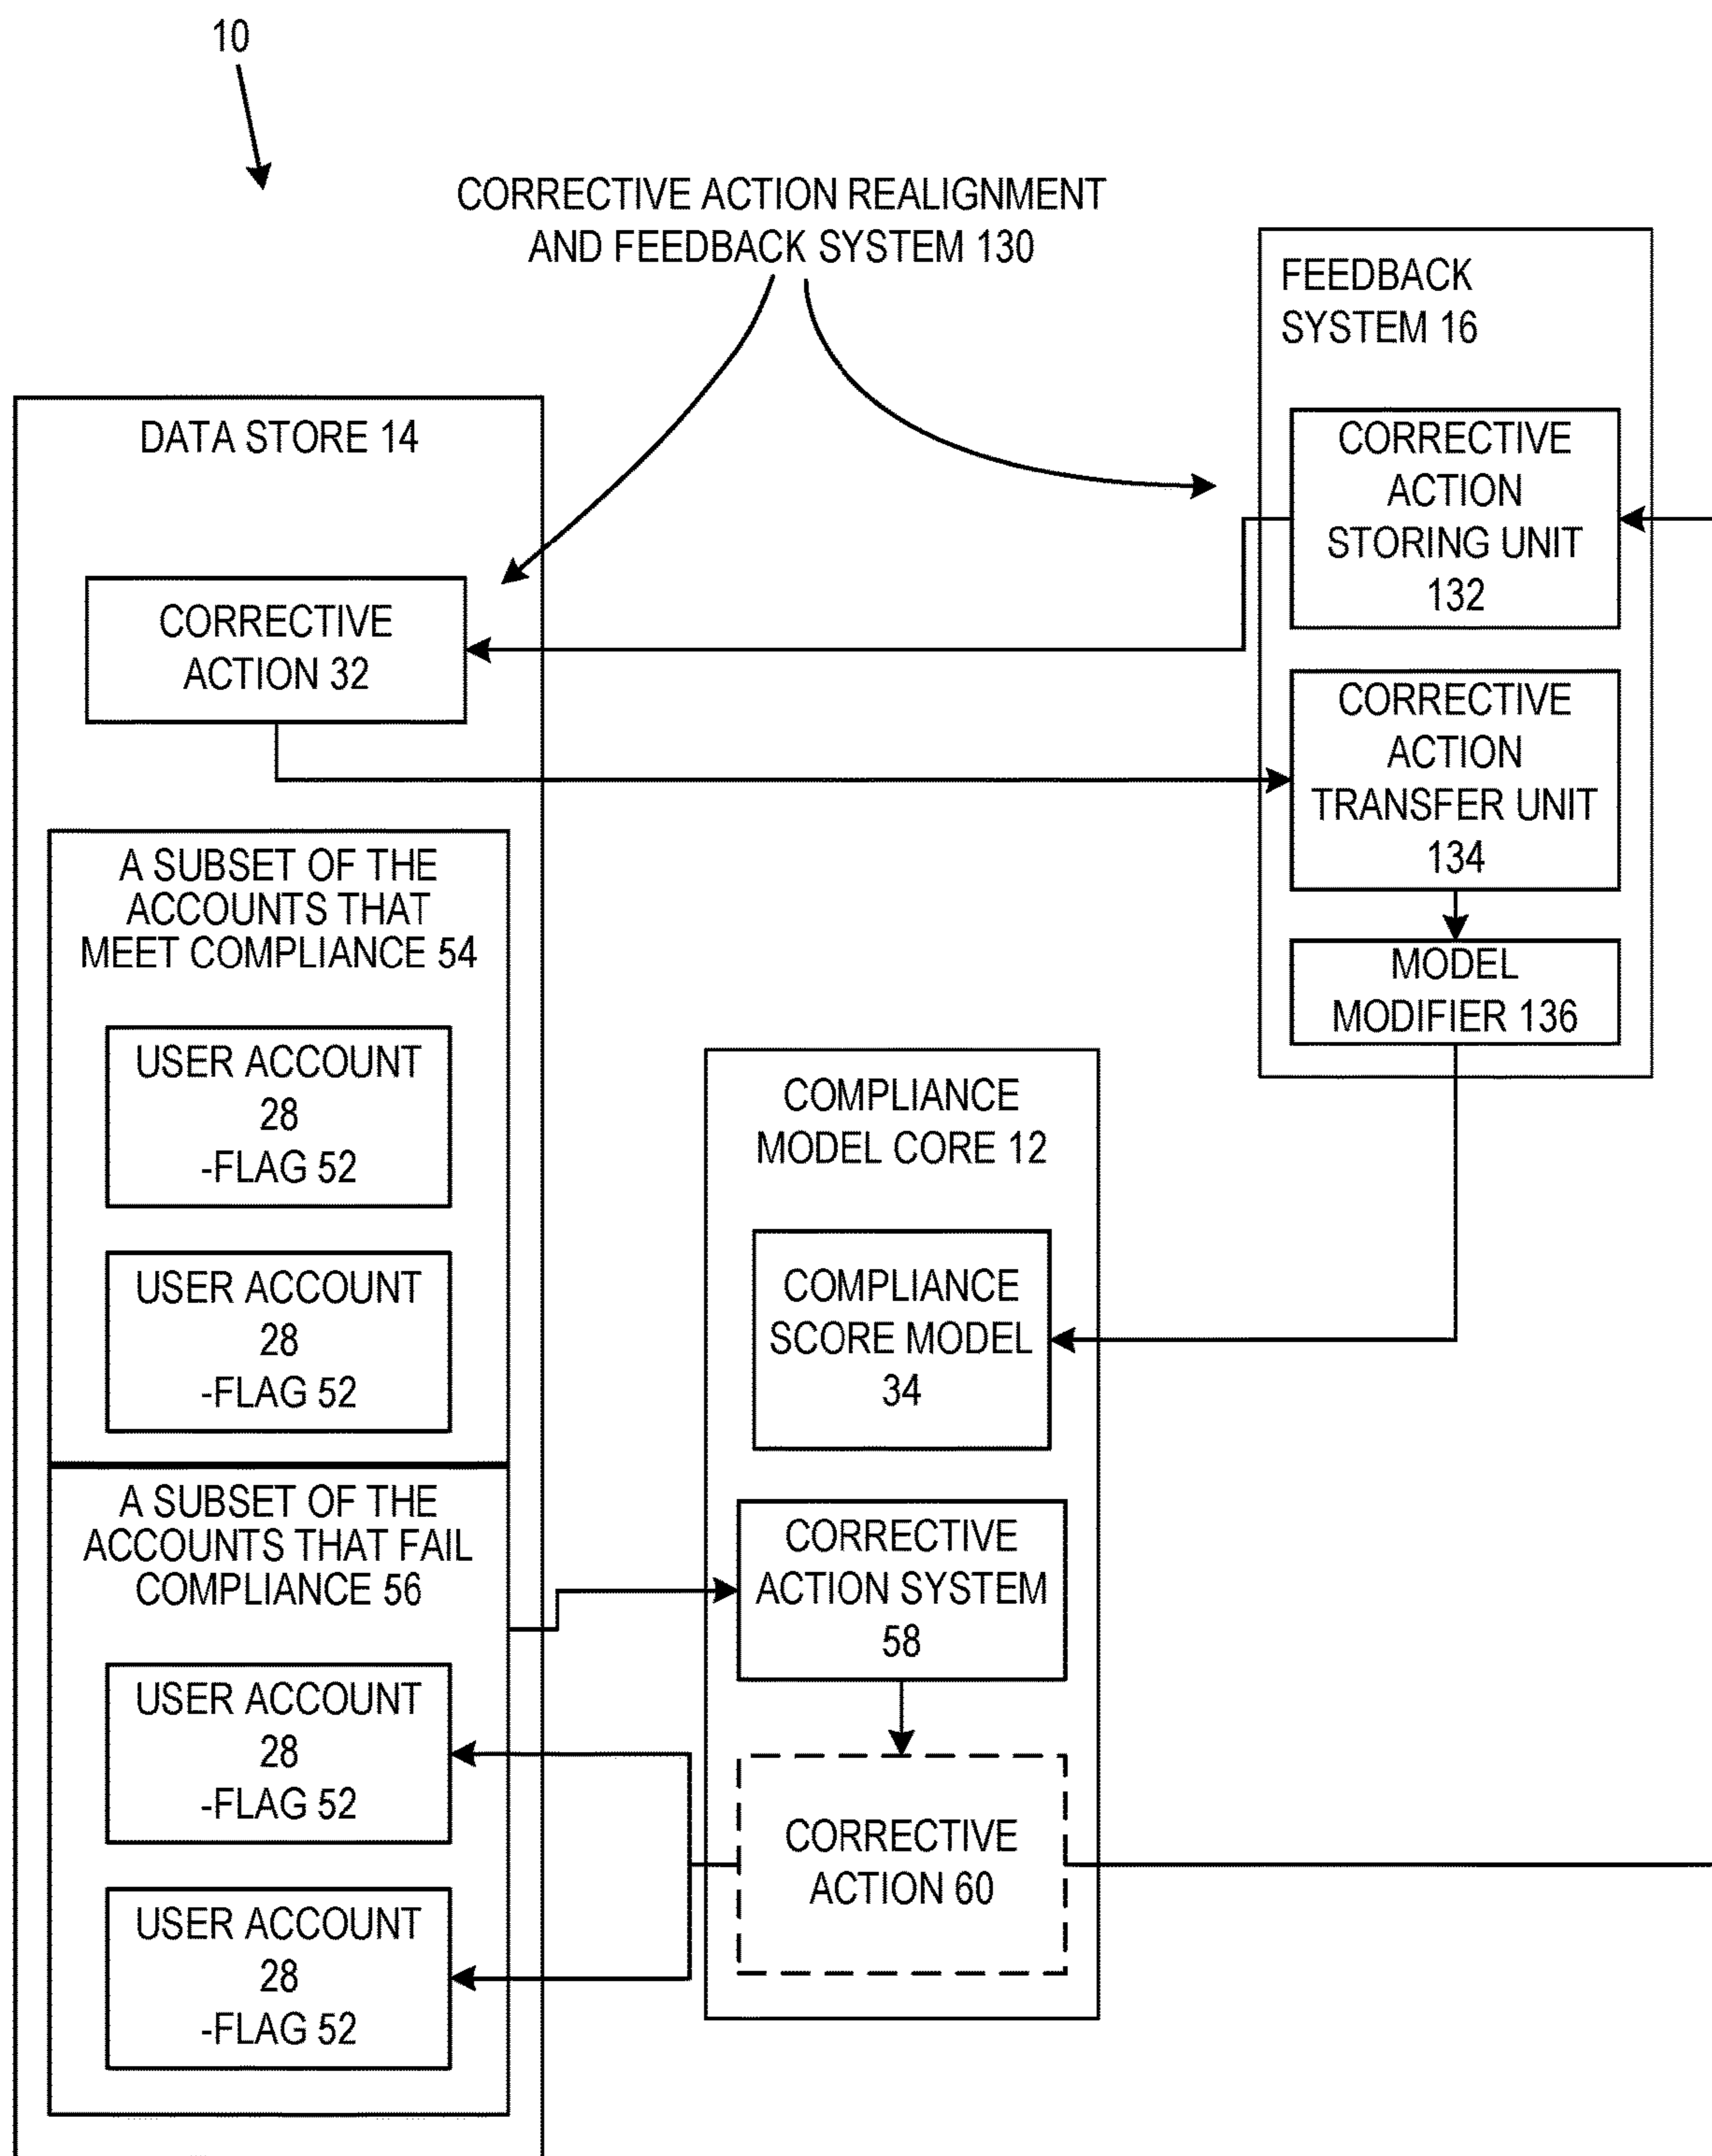 10
CORRECTIVE ACTION REALIGNMENT
AND FEEDBACK SYSTEM 130
FEEDBACK
SYSTEM 16
CORRECTIVE
ACTION
STORING UNIT
132
CORRECTIVE
ACTION
TRANSFER UNIT
134
MODEL
MODIFIER 136
DATA STORE 14
CORRECTIVE
ACTION 32
A SUBSET OF THE
ACCOUNTS THAT
MEET COMPLIANCE 54
USER ACCOUNT
28
-FLAG 52
USER ACCOUNT
28
-FLAG 52
A SUBSET OF THE
ACCOUNTS THAT FAIL
COMPLIANCE 56
USER ACCOUNT
28
-FLAG 52
USER ACCOUNT
28
-FLAG 52
COMPLIANCE
MODEL CORE 12
COMPLIANCE
SCORE MODEL
34
CORRECTIVE
ACTION SYSTEM
58
CORRECTIVE
ACTION 60